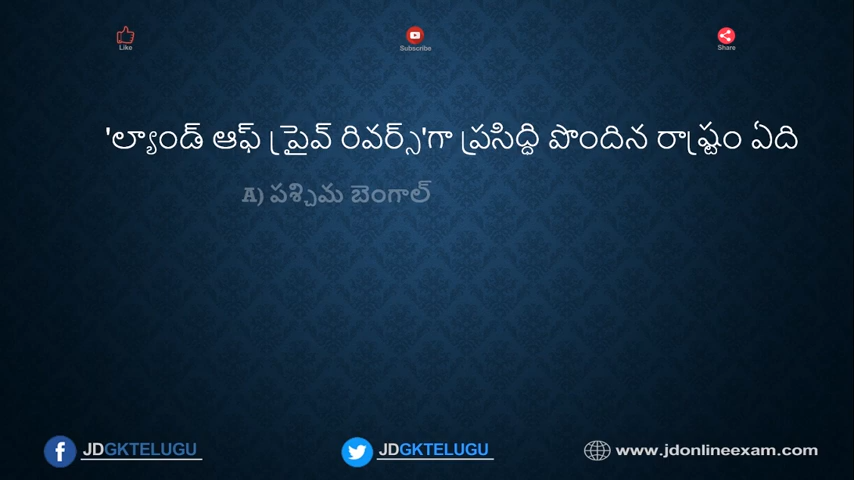 Like
Subscribe
Share
'ల్యాండ్ ఆఫ్ ప్రైవ్ రివర్స్'గా ప్రసిద్ధి పొందిన రాష్ట్రం ఏది
A) పశ్చిమ బెంగాల్
JDGKTELUGU
JDGKTELUGU
www.jdonlineexam.com